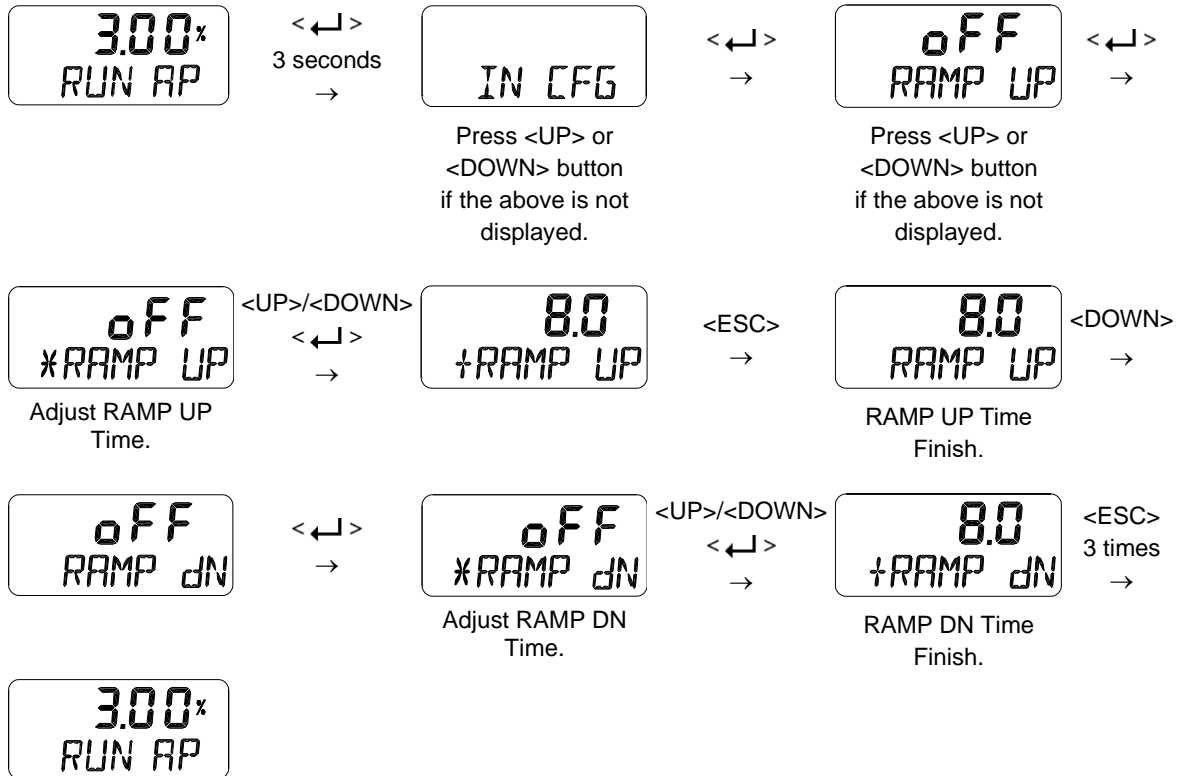 3.00%
RUN AP
<↵>
3 seconds
→
IN CFG
Press <UP> or
<DOWN> button
if the above is not
displayed.
<↵>
→
oFF
RAMP UP
Press <UP> or
<DOWN> button
if the above is not
displayed.
<↵>
→
oFF
*RAMP UP
Adjust RAMP UP
Time.
<UP>/<DOWN>
<↵>
→
8.0
+RAMP UP
<ESC>
→
8.0
RAMP UP
RAMP UP Time
Finish.
<DOWN>
→
oFF
RAMP dN
<↵>
→
oFF
*RAMP dN
Adjust RAMP DN
Time.
<UP>/<DOWN>
<↵>
→
8.0
+RAMP dN
RAMP DN Time
Finish.
<ESC>
3 times
→
3.00%
RUN AP